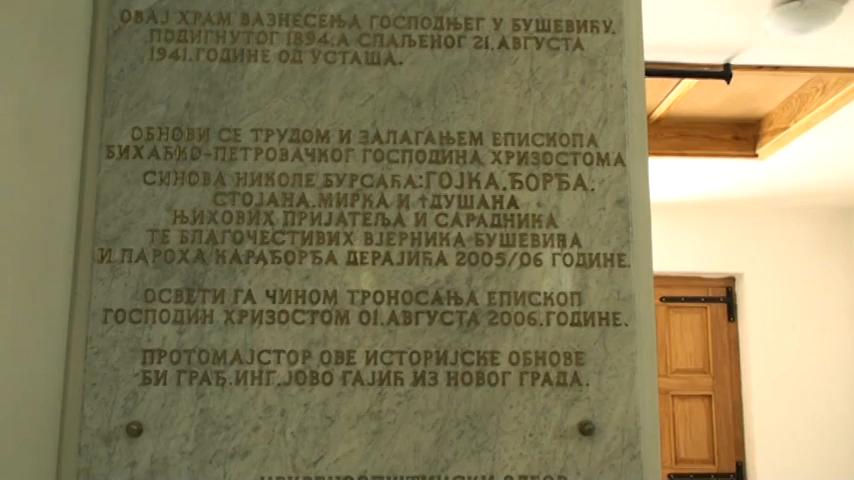 ОВАЈ ХРАМ ВАЗНЕСЕЊА ГОСПОДЊЕГ У БУШЕВИЋУ.
ПОДИГНУТОГ 1894.А СПАЉЕНОГ 21.АВГУСТА
1941.ГОДИНЕ ОД УСТАША.
ОБНОВИ СЕ ТРУДОМ И ЗАЛАГАЊЕМ ЕПИСКОПА
БИХАЋКО-ПЕТРОВАЧКОГ ГОСПОДИНА ХРИЗОСТОМА
СИНОВА НИКОЛЕ БУРСАЋА:ГОЈКА,ЂОРЂА.
СТОЈАНА.МИРКА И †ДУШАНА
ЊИХОВИХ ПРИЈАТЕЉА И САРАДНИКА
ТЕ БЛАГОЧЕСТИВИХ ВЈЕРНИКА БУШЕВИЋА
И ПАРОХА КАРАЂОРЂА ДЕРАЈИЋА 2005/06 ГОДИНЕ.
ОСВЕТИ ГА ЧИНОМ ТРОНОСАЊА ЕПИСКОП
ГОСПОДИН ХРИЗОСТОМ 01.АВГУСТА 2006.ГОДИНЕ.
ПРОТОМАЈСТОР ОВЕ ИСТОРИЈСКЕ ОБНОВЕ
БИ ГРАЂ.ИНГ.ЈОВО ГАЈИЋ ИЗ НОВОГ ГРАДА.
ЦРКВЕНООПШТИНСКИ ОДБОР